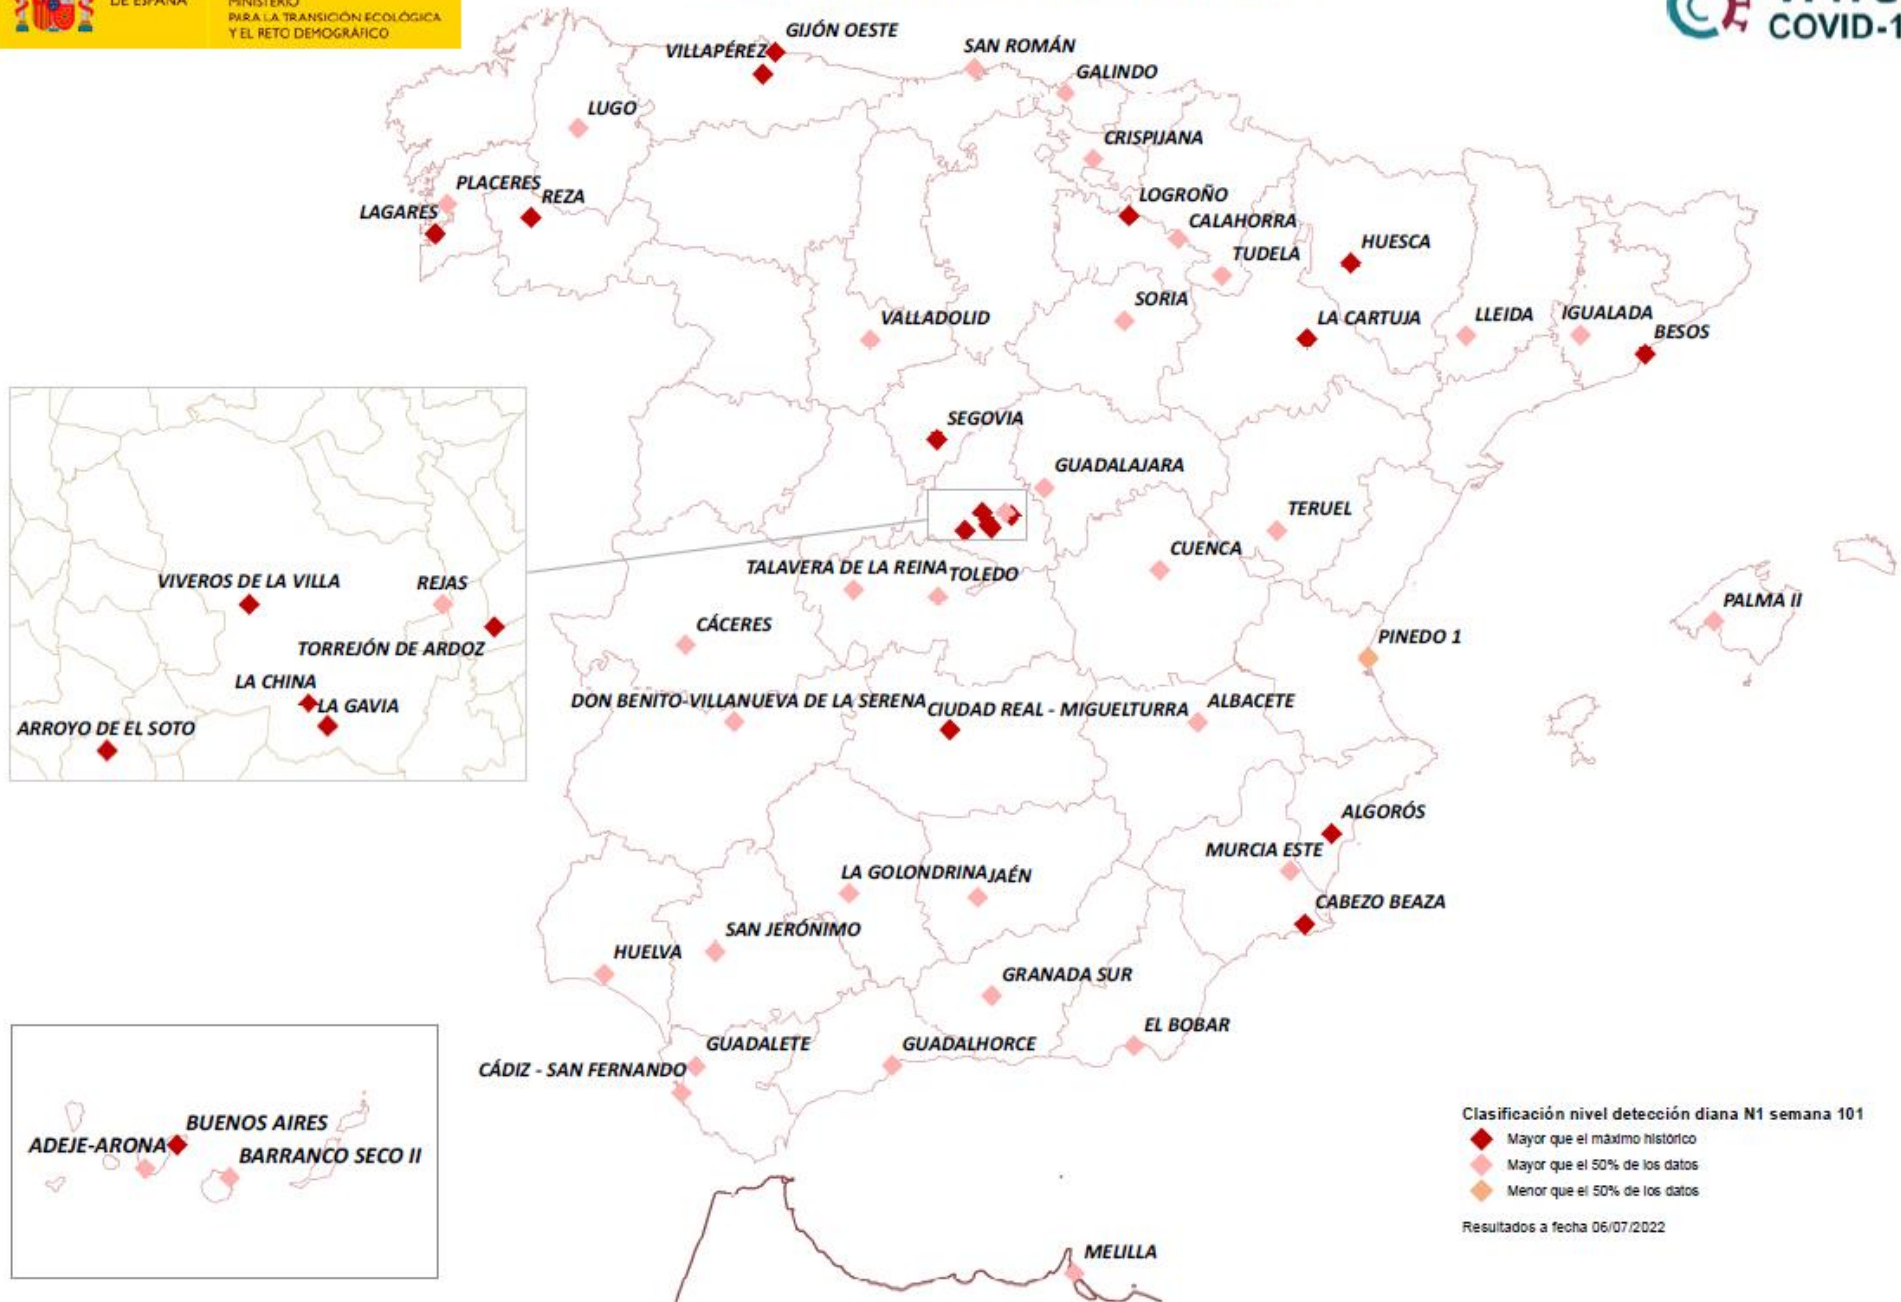 DE ESPAÑA
MINISTERIO
PARA LA TRANSICIÓN ECOLÓGICA
Y EL RETO DEMOGRÁFICO
COVID-1
GIJÓN OESTE
VILLAPÉREZ
SAN ROMÁN
GALINDO
LUGO
CRISPIJANA
PLACERES
REZA
LAGARES
LOGROÑO
CALAHORRA
TUDELA
HUESCA
SORIA
VALLADOLID
LA CARTUJA
LLEIDA
IGUALADA
BESOS
SEGOVIA
GUADALAJARA
TERUEL
CUENCA
TALAVERA DE LA REINA
TOLEDO
VIVEROS DE LA VILLA
REJAS
TORREJÓN DE ARDOZ
LA CHINA
LA GAVIA
ARROYO DE EL SOTO
CÁCERES
PALMA II
PINEDO 1
DON BENITO-VILLANUEVA DE LA SERENA
CIUDAD REAL - MIGUELTURRA
ALBACETE
ALGORÓS
MURCIA ESTE
LA GOLONDRINA
JAÉN
CABEZO BEAZA
SAN JERÓNIMO
HUELVA
GRANADA SUR
EL BOBAR
GUADALETE
GUADALHORCE
CÁDIZ - SAN FERNANDO
BUENOS AIRES
ADEJE-ARONA
BARRANCO SECO II
MELILLA
Clasificación nivel detección diana N1 semana 101
Mayor que el máximo histórico
Mayor que el 50% de los datos
Menor que el 50% de los datos
Resultados a fecha 06/07/2022